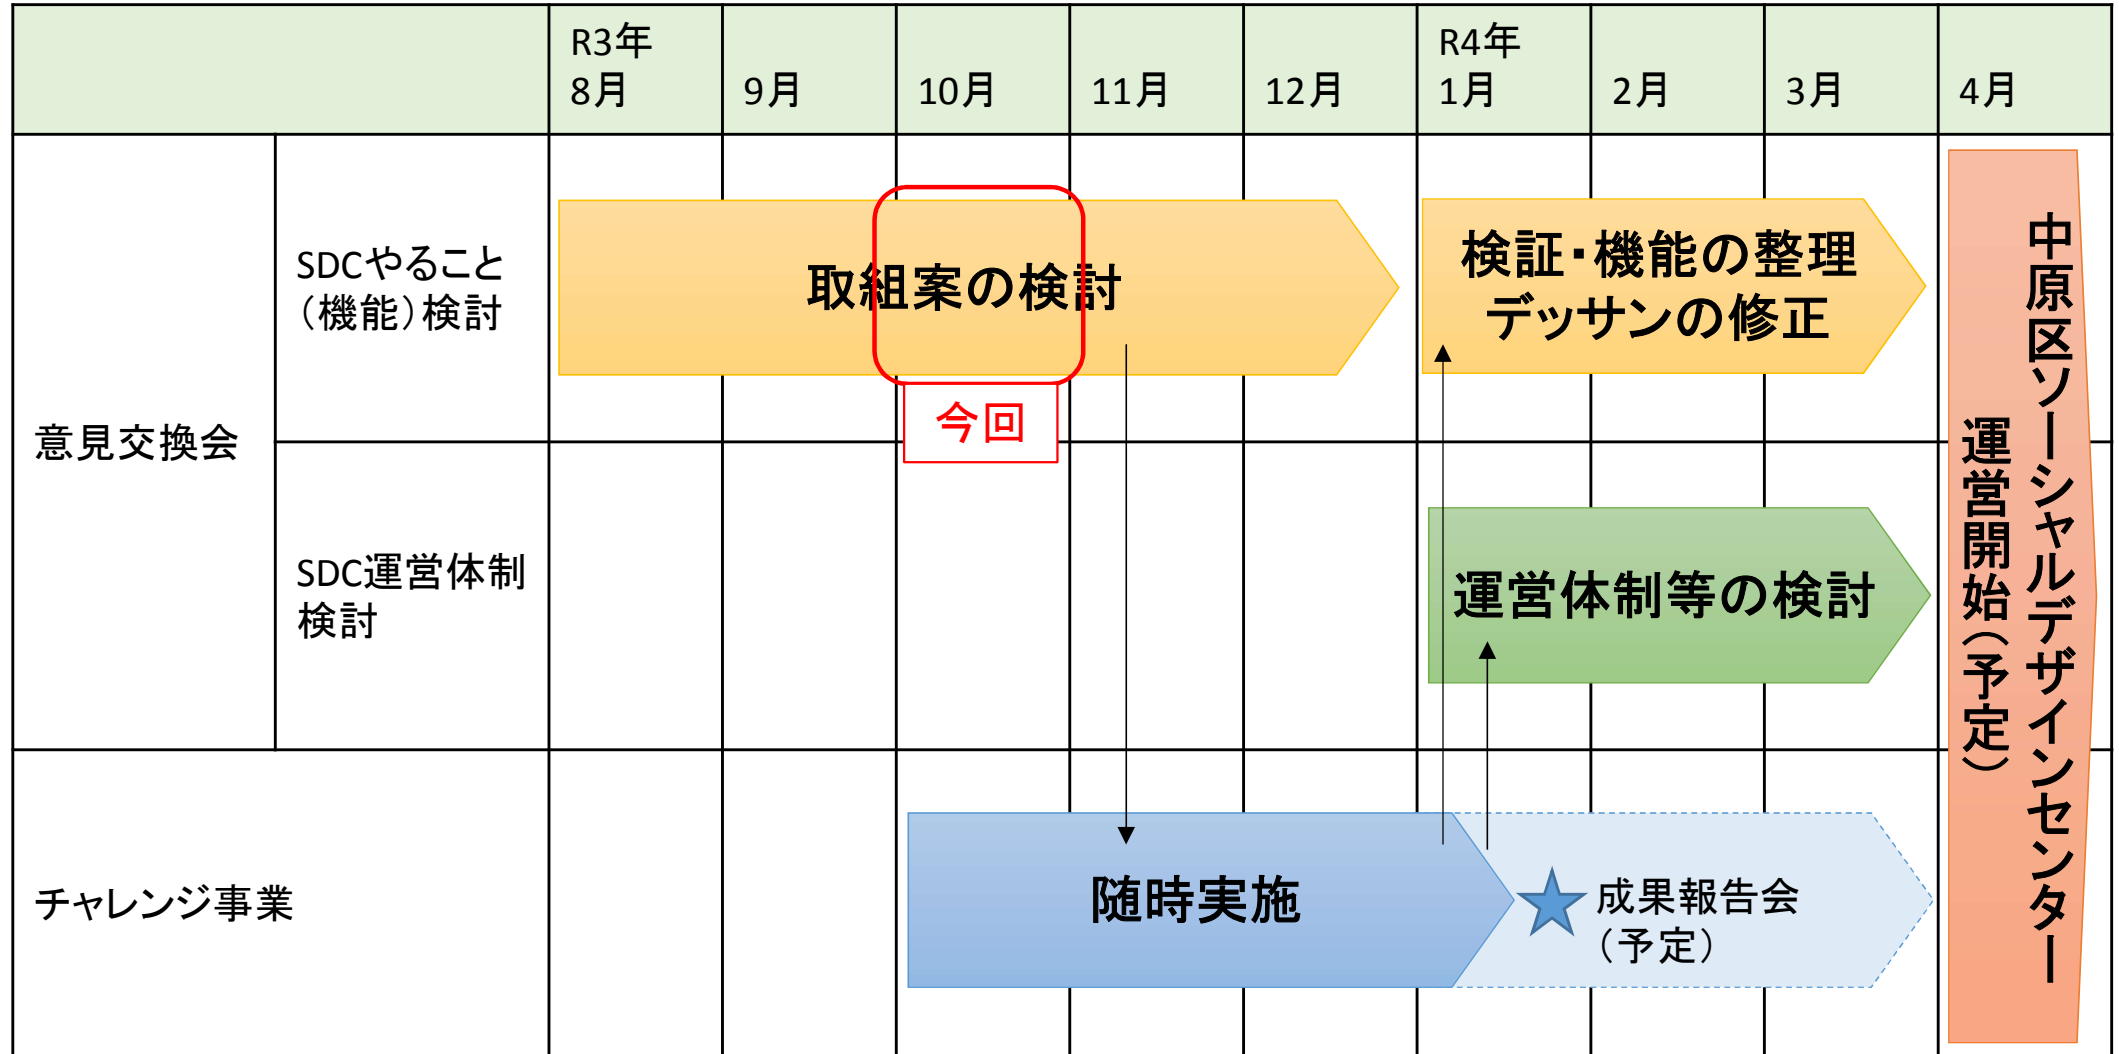 R3年
8月
9月
10月
11月
12月
R4年
1月
2月
3月
4月
意見交換会
SDCやること
（機能）検討
取組案の検討
今回
検証・機能の整理
デッサンの修正
SDC運営体制
検討
運営体制等の検討
チャレンジ事業
随時実施
成果報告会
（予定）
中原区ソーシャルデザインセンター
運営開始（予定）